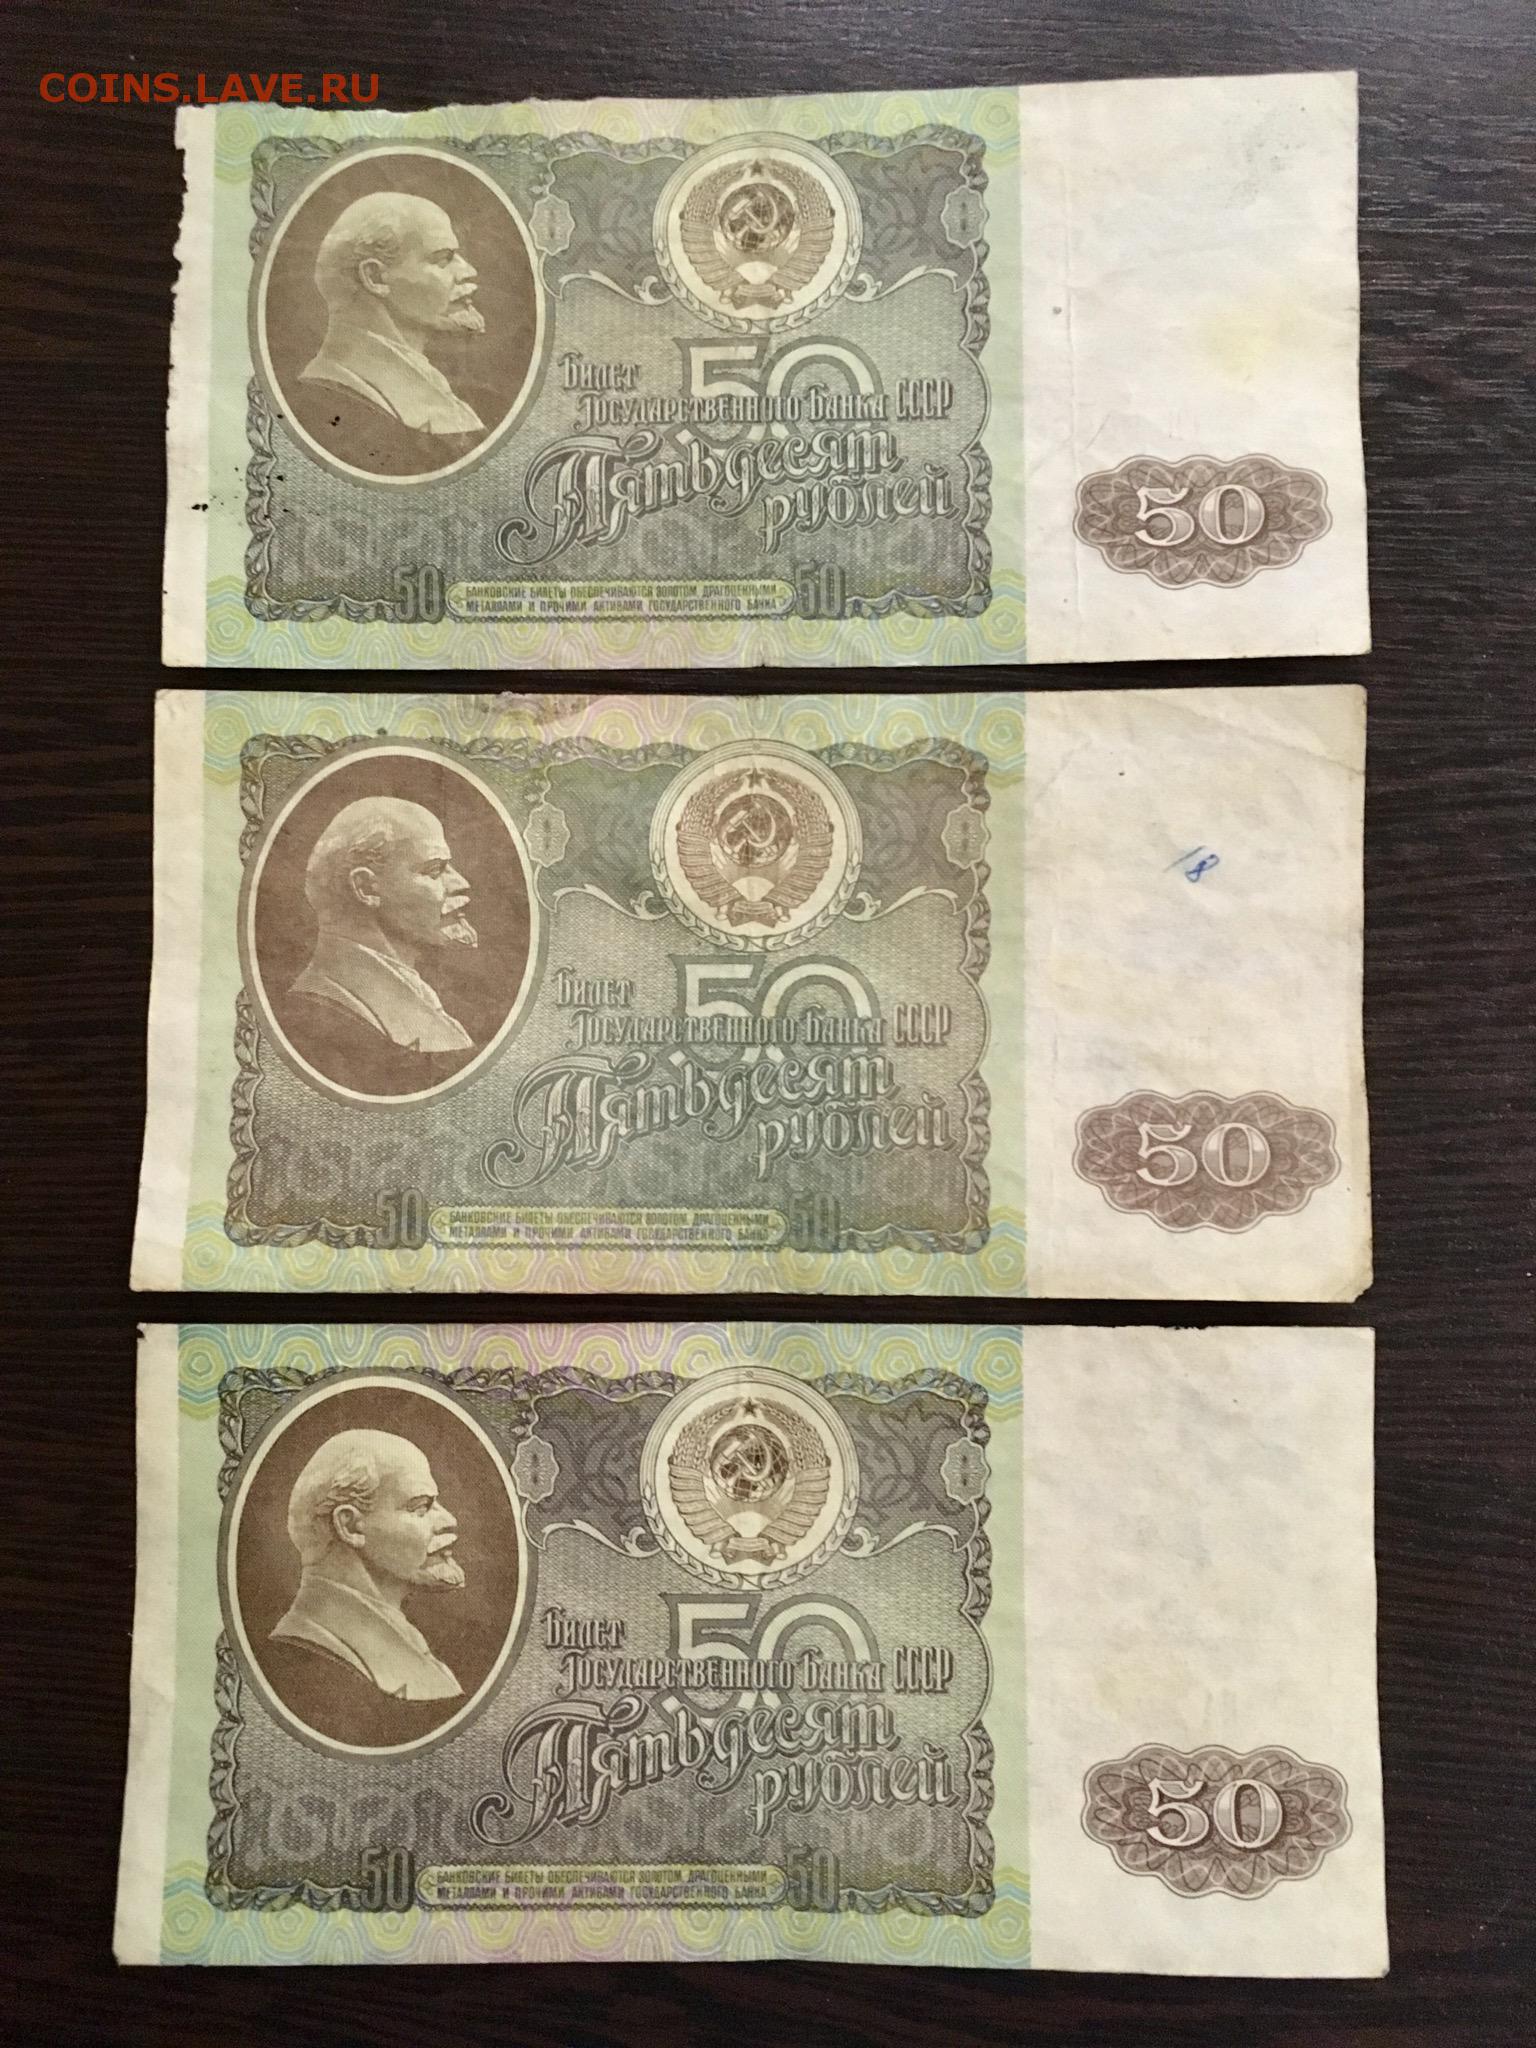 COINS.LAVE.RU
50
Билет
Государственного Банка СССР
Пятьдесят
рублей
50
50 БАНКОВСКИЕ БИЛЕТЫ ОБЕСПЕЧИВАЮТСЯ ЗОЛОТОМ, ДРАГОЦЕННЫМИ 50
МЕТАЛЛАМИ И ПРОЧИМИ АКТИВАМИ ГОСУДАРСТВЕННОГО БАНКА
18
50
Билет
Государственного Банка СССР
Пятьдесят
рублей
50
50 БАНКОВСКИЕ БИЛЕТЫ ОБЕСПЕЧИВАЮТСЯ ЗОЛОТОМ, ДРАГОЦЕННЫМИ 50
МЕТАЛЛАМИ И ПРОЧИМИ АКТИВАМИ ГОСУДАРСТВЕННОГО БАНКА
50
Билет
Государственного Банка СССР
Пятьдесят
рублей
50
50 БАНКОВСКИЕ БИЛЕТЫ ОБЕСПЕЧИВАЮТСЯ ЗОЛОТОМ, ДРАГОЦЕННЫМИ 50
МЕТАЛЛАМИ И ПРОЧИМИ АКТИВАМИ ГОСУДАРСТВЕННОГО БАНКА